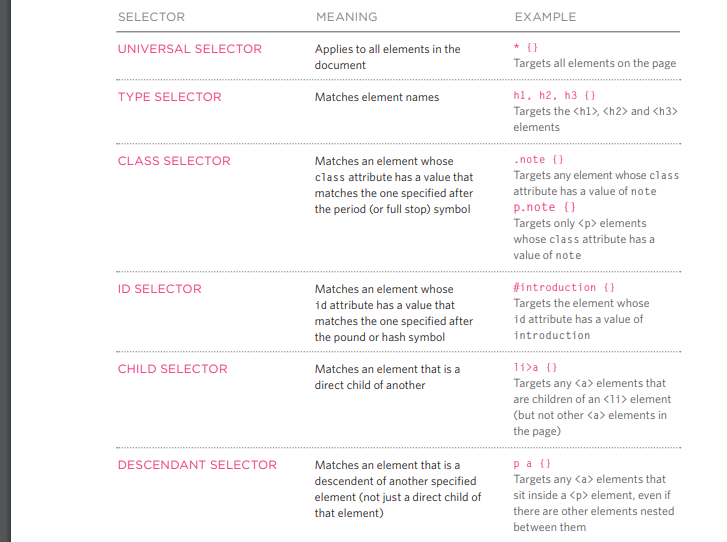 SELECTOR MEANING EXAMPLE
UNIVERSAL SELECTOR
Applies to all elements in the
document
* {}
Targets all elements on the page
TYPE SELECTOR
Matches element names
h1, h2, h3 {}
Targets the <h1>, <h2> and <h3>
elements
CLASS SELECTOR
Matches an element whose
class attribute has a value that
matches the one specified after
the period (or full stop) symbol
.note {}
Targets any element whose class
attribute has a value of note
p.note {}
Targets only <p> elements
whose class attribute has a
value of note
ID SELECTOR
Matches an element whose
id attribute has a value that
matches the one specified after
the pound or hash symbol
#introduction {}
Targets the element whose
id attribute has a value of
introduction
CHILD SELECTOR
Matches an element that is a
direct child of another
li>a {}
Targets any <a> elements that
are children of an <li> element
(but not other <a> elements in
the page)
DESCENDANT SELECTOR
Matches an element that is a
descendent of another specified
element (not just a direct child of
that element)
p a {}
Targets any <a> elements that
sit inside a <p> element, even if
there are other elements nested
between them